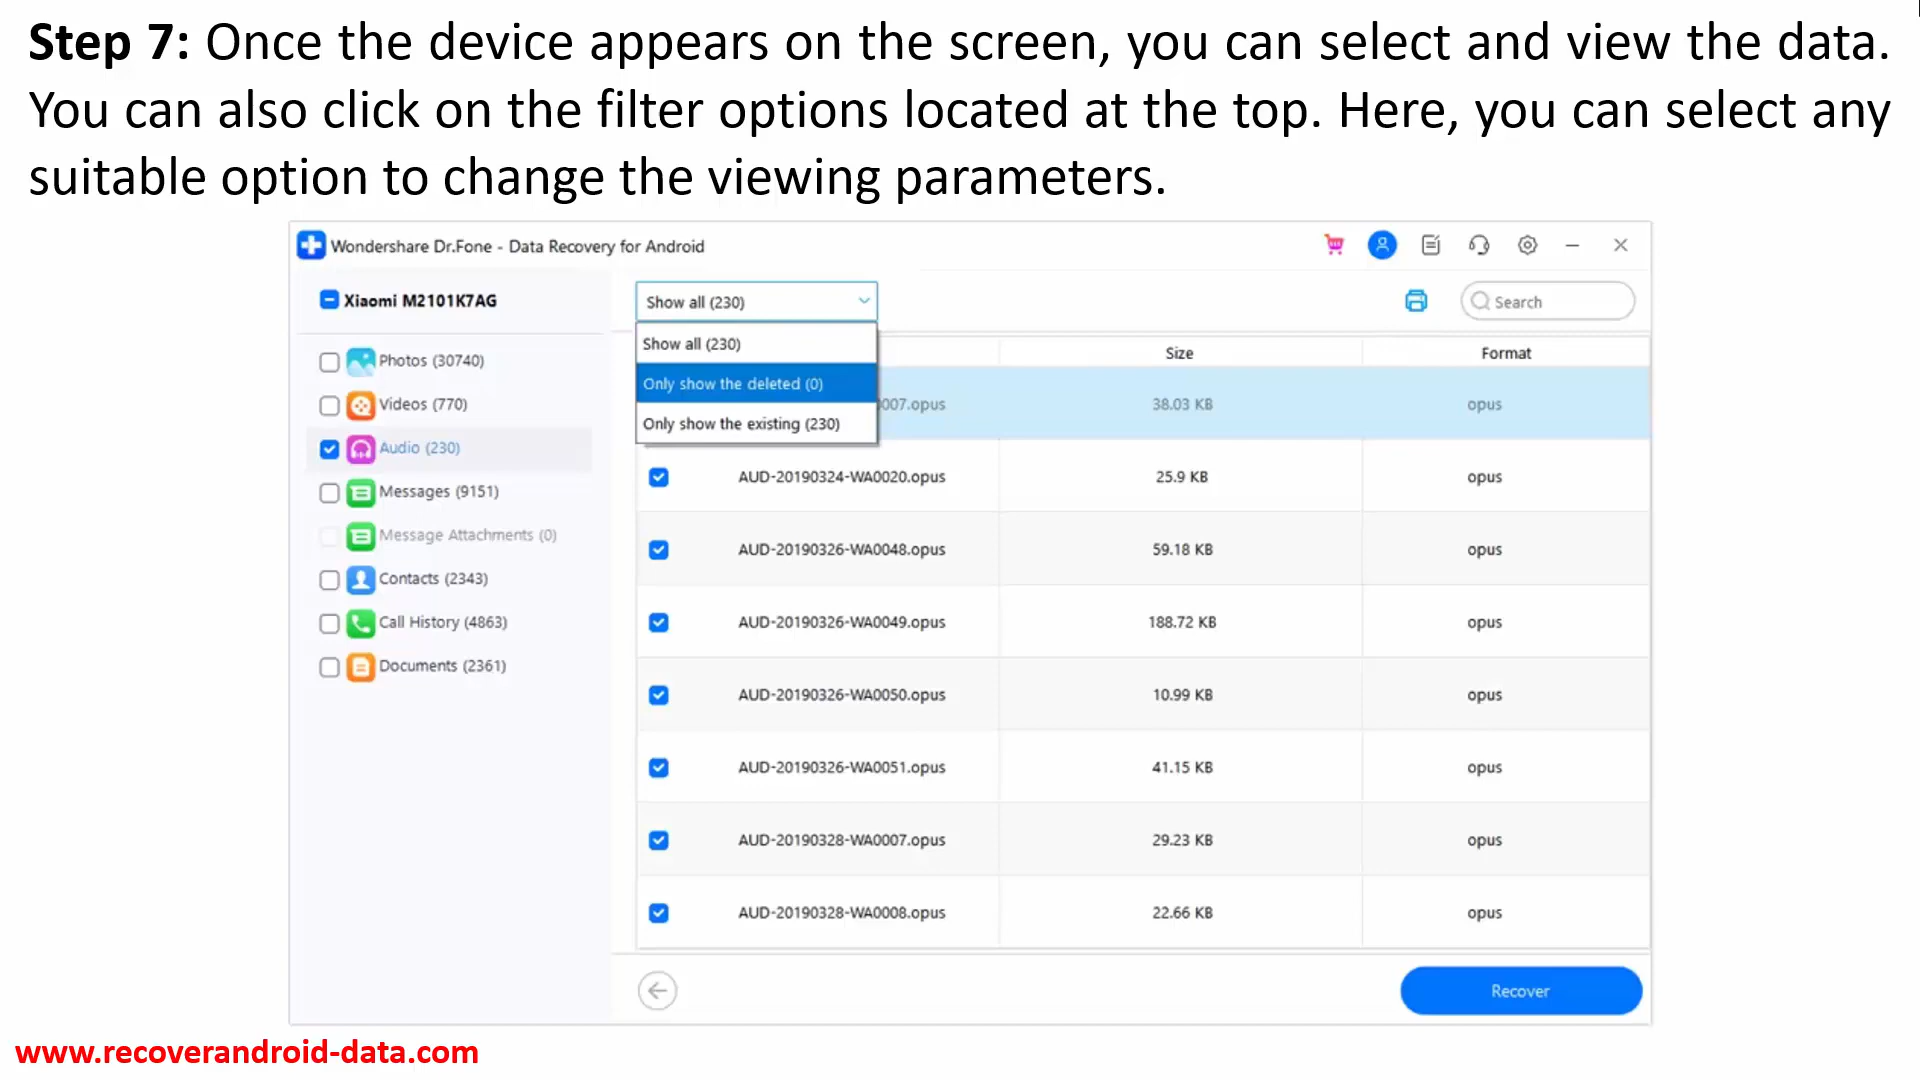 Step 7: Once the device appears on the screen, you can select and view the data.
You can also click on the filter options located at the top. Here, you can select any
suitable option to change the viewing parameters.
Wondershare Dr.Fone - Data Recovery for Android
Xiaomi M2101K7AG
Show all (230)
Search
Show all (230)
Only show the deleted (0)
Only show the existing (230)
Size
Format
Photos (30740)
Videos (770)
Audio (230)
Messages (9151)
Message Attachments (0)
Contacts (2343)
Call History (4863)
Documents (2361)
007.opus 38.03 KB opus
AUD-20190324-WA0020.opus 25.9 KB opus
AUD-20190326-WA0048.opus 59.18 KB opus
AUD-20190326-WA0049.opus 188.72 KB opus
AUD-20190326-WA0050.opus 10.99 KB opus
AUD-20190326-WA0051.opus 41.15 KB opus
AUD-20190328-WA0007.opus 29.23 KB opus
AUD-20190328-WA0008.opus 22.66 KB opus
Recover
www.recoverandroid-data.com